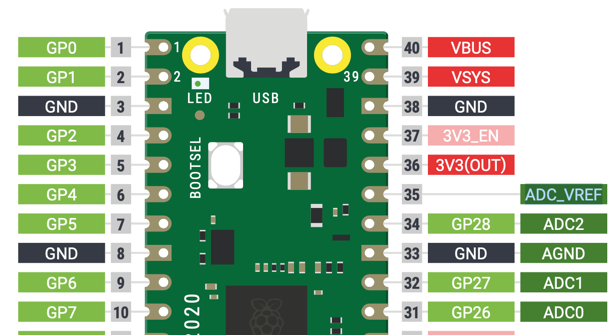 GP0 1 1 40 VBUS
GP1 2 2 39 39 VSYS
GND 3 LED USB 38 GND
GP2 4 37 3V3_EN
GP3 5 BOOTSEL 36 3V3(OUT)
GP4 6 35 ADC_VREF
GP5 7 34 GP28 ADC2
GND 8 33 GND AGND
GP6 9 32 GP27 ADC1
GP7 10 2020 31 GP26 ADC0